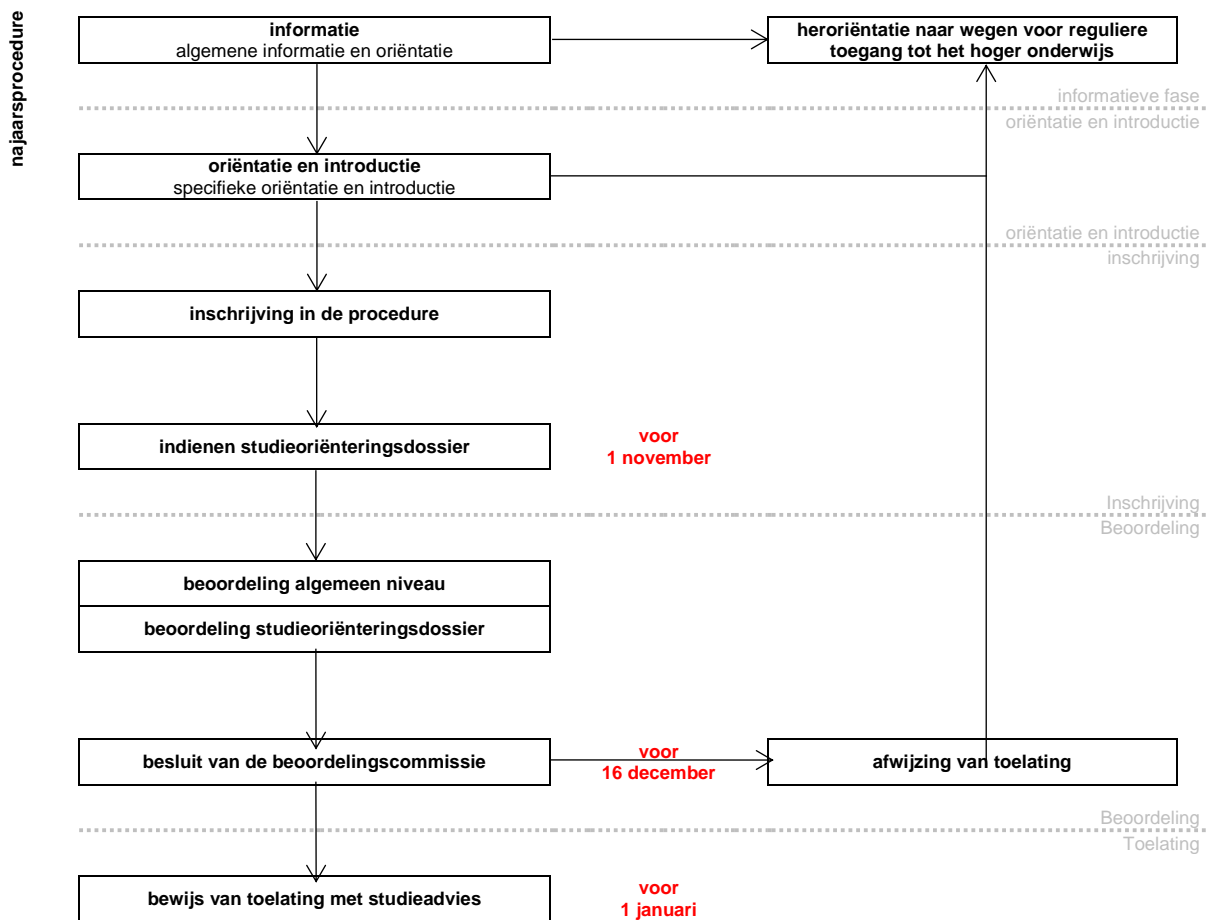 najaarsprocedure
informatie
algemene informatie en oriëntatie
heroriëntatie naar wegen voor reguliere
toegang tot het hoger onderwijs
informatieve fase
oriëntatie en introductie
oriëntatie en introductie
specifieke oriëntatie en introductie
oriëntatie en introductie
inschrijving
inschrijving in de procedure
indienen studieoriënteringsdossier
voor
1 november
Inschrijving
Beoordeling
beoordeling algemeen niveau
beoordeling studieoriënteringsdossier
besluit van de beoordelingscommissie
voor
16 december
afwijzing van toelating
Beoordeling
Toelating
bewijs van toelating met studieadvies
voor
1 januari